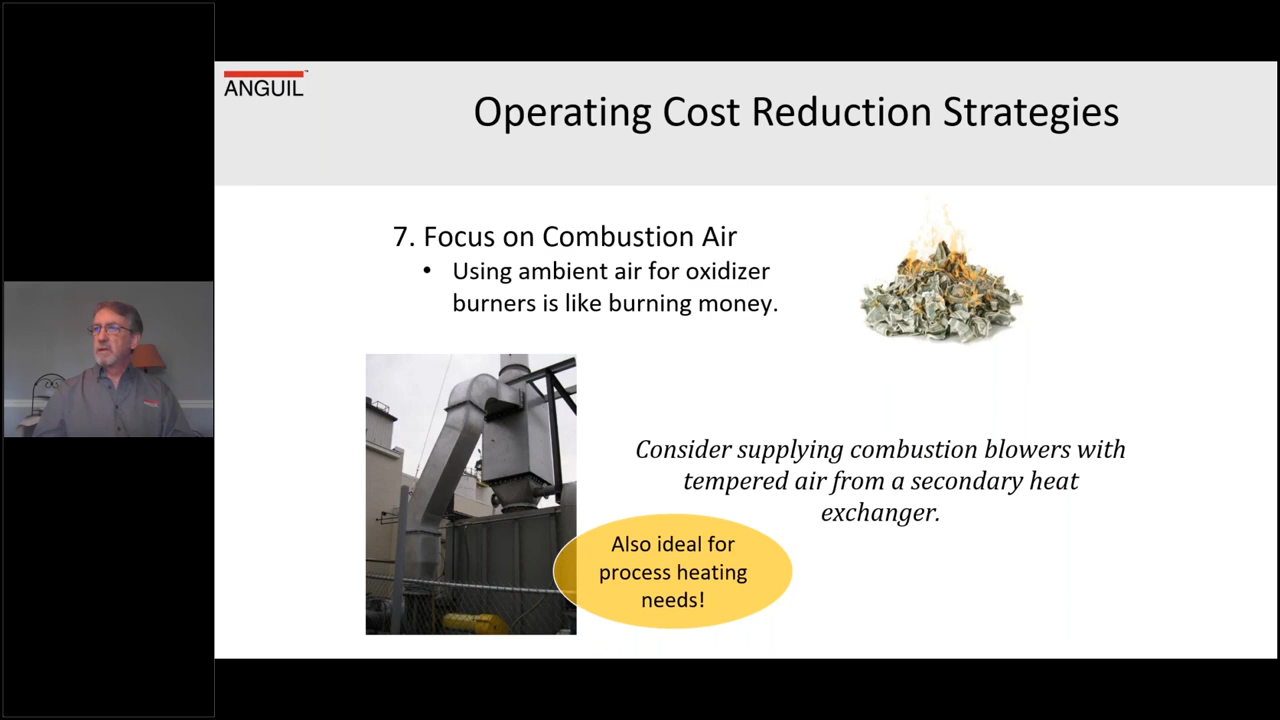 ANGUIL™
Operating Cost Reduction Strategies
7. Focus on Combustion Air
• Using ambient air for oxidizer
burners is like burning money.
Consider supplying combustion blowers with
tempered air from a secondary heat
exchanger.
Also ideal for
process heating
needs!